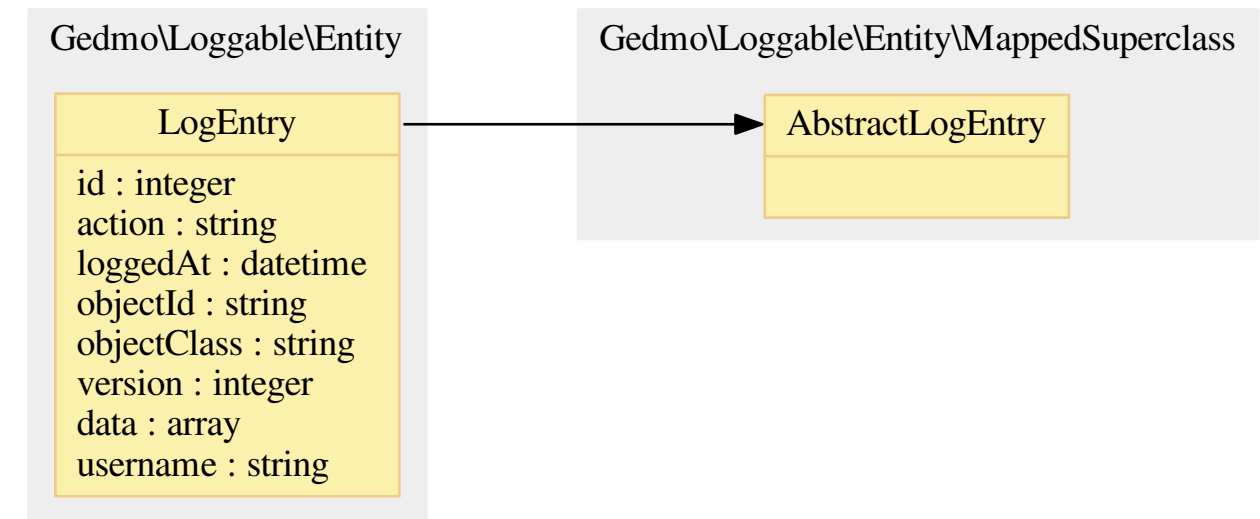 Gedmo\Loggable\Entity
LogEntry
id : integer
action : string
loggedAt : datetime
objectId : string
objectClass : string
version : integer
data : array
username : string
Gedmo\Loggable\Entity\MappedSuperclass
AbstractLogEntry